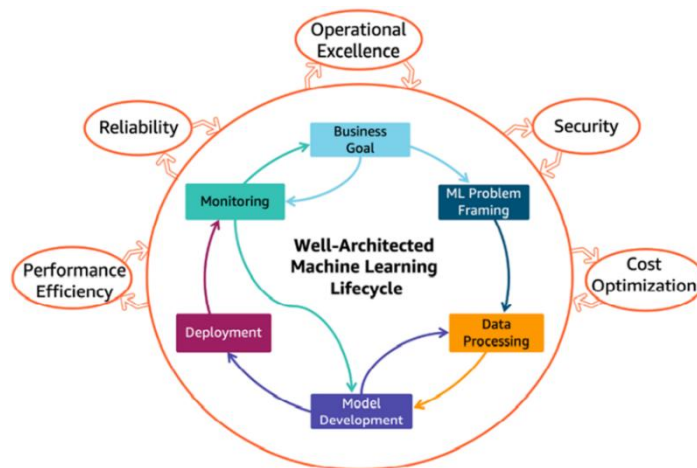 Operational
Excellence
Reliability
Security
Business
Goal
Monitoring
ML Problem
Framing
Well-Architected
Machine Learning
Lifecycle
Performance
Efficiency
Cost
Optimization
Deployment
Data
Processing
Model
Development